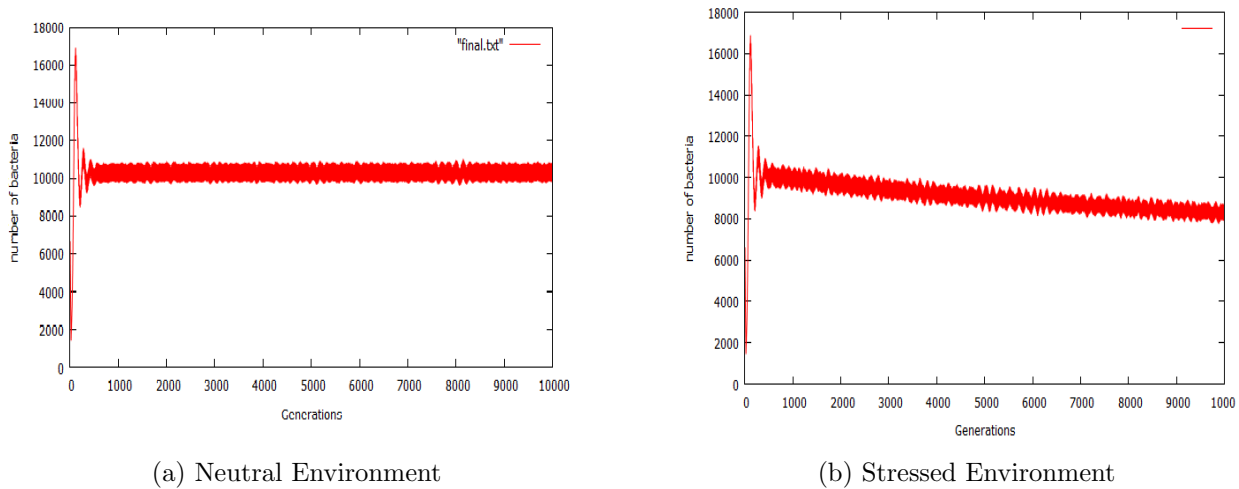 18000
16000
14000
12000
10000
8000
6000
4000
2000
0
number of bacteria
"final.txt"
0 1000 2000 3000 4000 5000 6000 7000 8000 9000 10000
Generations
(a) Neutral Environment
18000
16000
14000
12000
10000
8000
6000
4000
2000
0
number of bacteria
0 1000 2000 3000 4000 5000 6000 7000 8000 9000 1000
Generations
(b) Stressed Environment